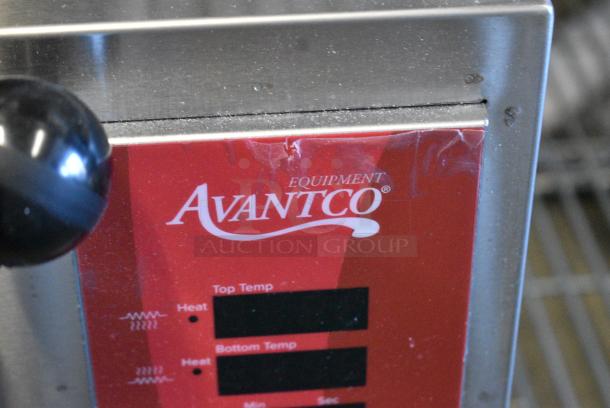 EQUIPMENT
AVANTCO®
AUCTION GROUP
Top Temp
Heat
Bottom Temp
Heat
Min Sec